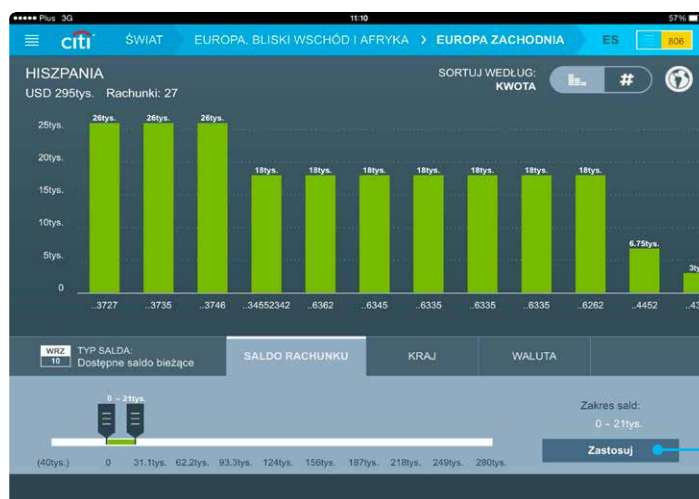 Plus 3G 11:10 57%
citi ŚWIAT EUROPA. BLISKI WSCHÓD I AFRYKA > EUROPA ZACHODNIA ES 806
HISZPANIA
USD 295tys. Rachunki: 27
SORTUJ WEDŁUG:
KWOTA
#
25tys.
20tys.
15tys.
10tys.
5tys.
0
26tys. 26tys. 26tys. 18tys. 18tys. 18tys. 18tys. 18tys. 18tys. 18tys. 6.75tys. 3ty
..3727 ..3735 ..3746 ..34552342 ..6362 ..6345 ..6335 ..6335 ..6335 ..6262 ..4452 ..43
WRZ
10
TYP SALDA:
Dostępne saldo bieżące
SALDO RACHUNKU KRAJ WALUTA
0 – 21tys.
(40tys.) 0 31.1tys. 62.2tys. 93.3tys. 124tys. 156tys. 187tys. 218tys. 249tys. 280tys.
Zakres sald:
0 – 21tys.
Zastosuj